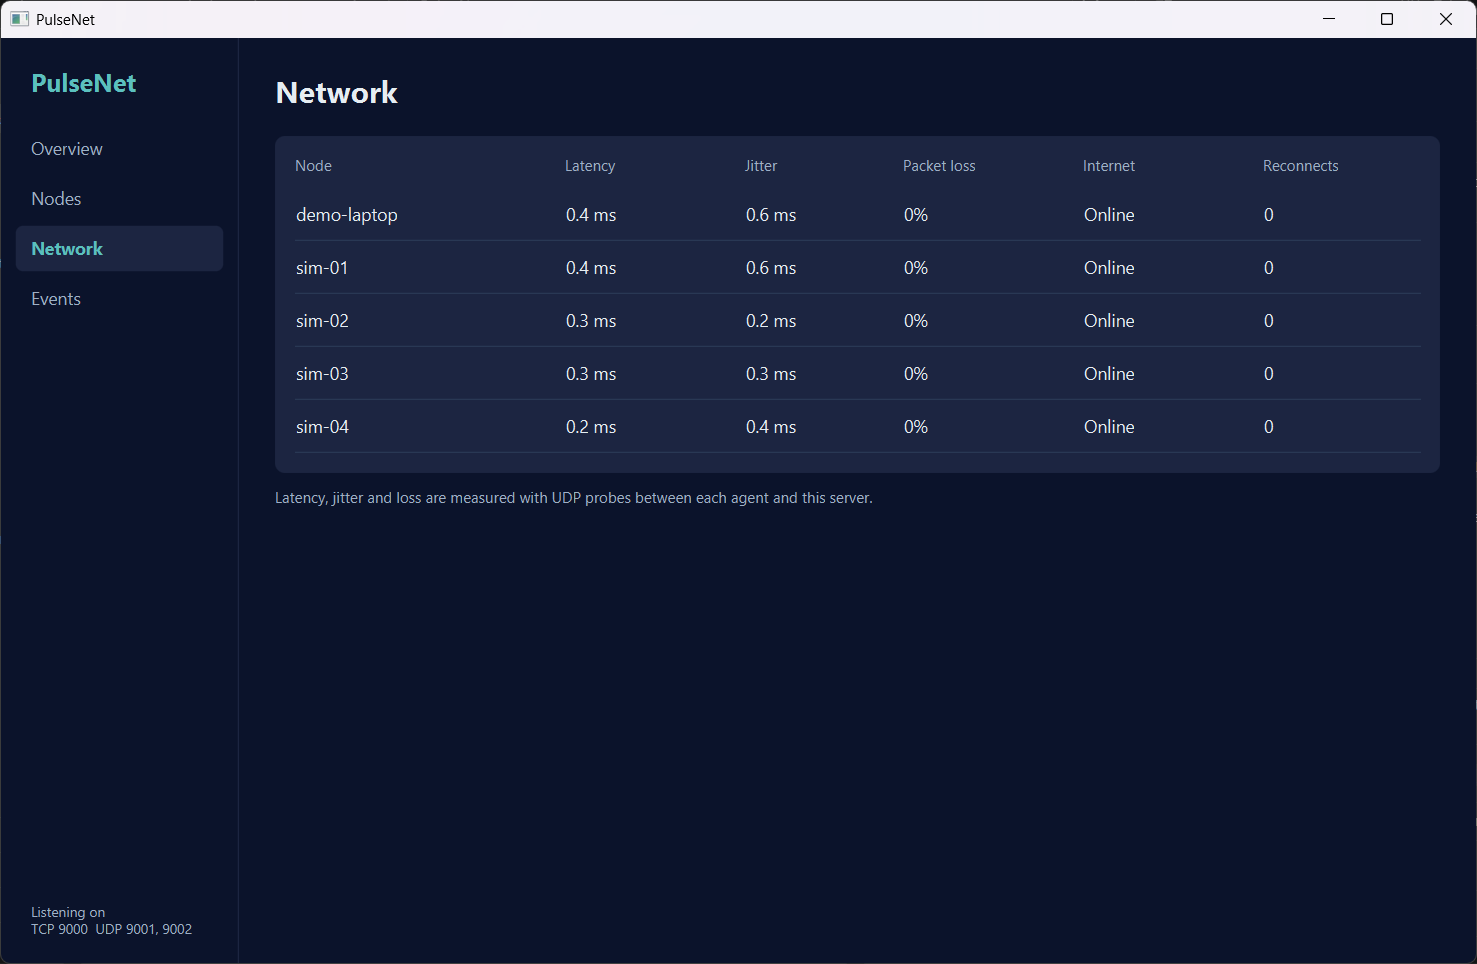 PulseNet
PulseNet
Overview
Nodes
Network
Events
Listening on
TCP 9000 UDP 9001, 9002
Network
Node Latency Jitter Packet loss Internet Reconnects
demo-laptop 0.4 ms 0.6 ms 0% Online 0
sim-01 0.4 ms 0.6 ms 0% Online 0
sim-02 0.3 ms 0.2 ms 0% Online 0
sim-03 0.3 ms 0.3 ms 0% Online 0
sim-04 0.2 ms 0.4 ms 0% Online 0
Latency, jitter and loss are measured with UDP probes between each agent and this server.